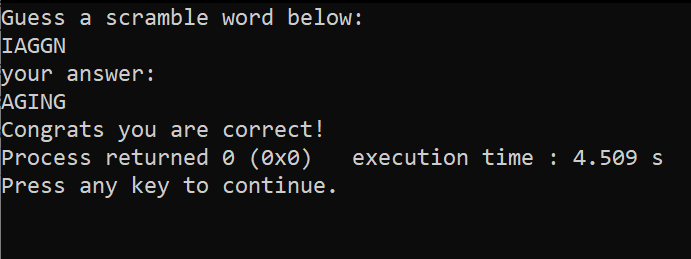 Guess a scramble word below:
IAGGN
your answer:
AGING
Congrats you are correct!
Process returned 0 (0x0)   execution time : 4.509 s
Press any key to continue.